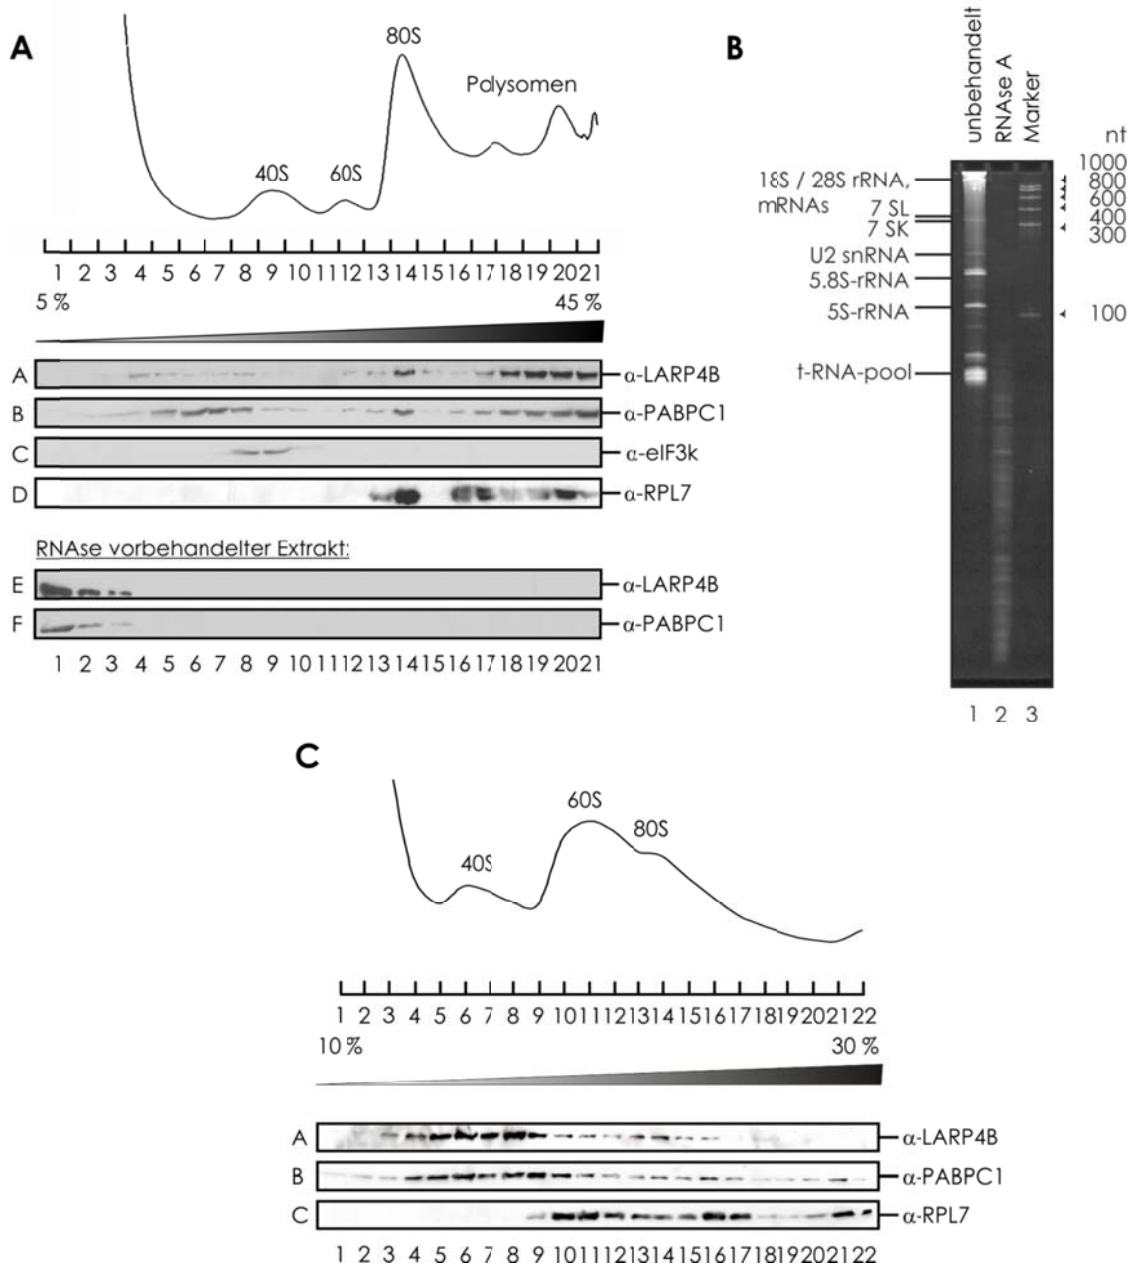 A
80S
Polysomen
40S
60S
1 2 3 4 5 6 7 8 9 10 11 12 13 14 15 16 17 18 19 20 21
5 %
45 %
A
α-LARP4B
B
α-PABPC1
C
α-eIF3k
D
α-RPL7
RNAse vorbehandelter Extrakt:
E
α-LARP4B
F
α-PABPC1
1 2 3 4 5 6 7 8 9 10 11 12 13 14 15 16 17 18 19 20 21
B
unbehandelt
RNAse A
Marker
nt
18S / 28S rRNA,
mRNAs
7 SL
7 SK
U2 snRNA
5.8S-rRNA
5S-rRNA
t-RNA-pool
1000
800
600
400
300
100
1 2 3
C
60S
80S
40S
1 2 3 4 5 6 7 8 9 10 11 12 13 14 15 16 17 18 19 20 21 22
10 %
30 %
A
α-LARP4B
B
α-PABPC1
C
α-RPL7
1 2 3 4 5 6 7 8 9 10 11 12 13 14 15 16 17 18 19 20 21 22